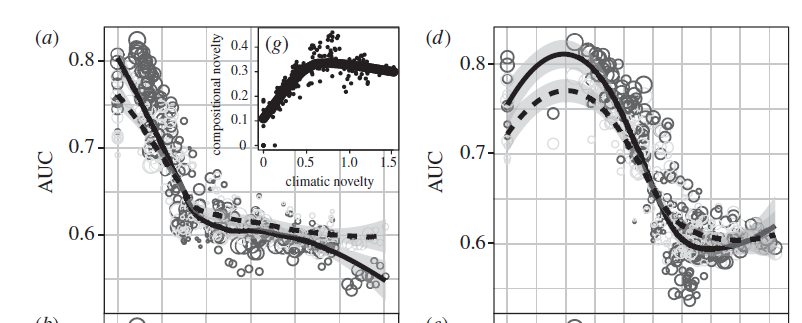 (a)
AUC
0.8
0.7
0.6
(g)
compositional novelty
0.4
0.3
0.2
0.1
0
0 0.5 1.0 1.5
climatic novelty
(d)
AUC
0.8
0.7
0.6